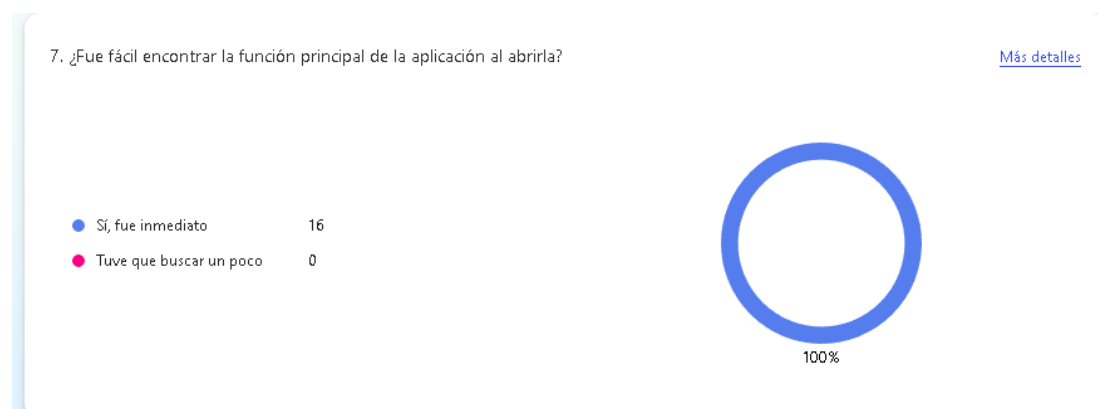 7. ¿Fue fácil encontrar la función principal de la aplicación al abrirla?
Más detalles
Sí, fue inmediato 16
Tuve que buscar un poco 0
100%